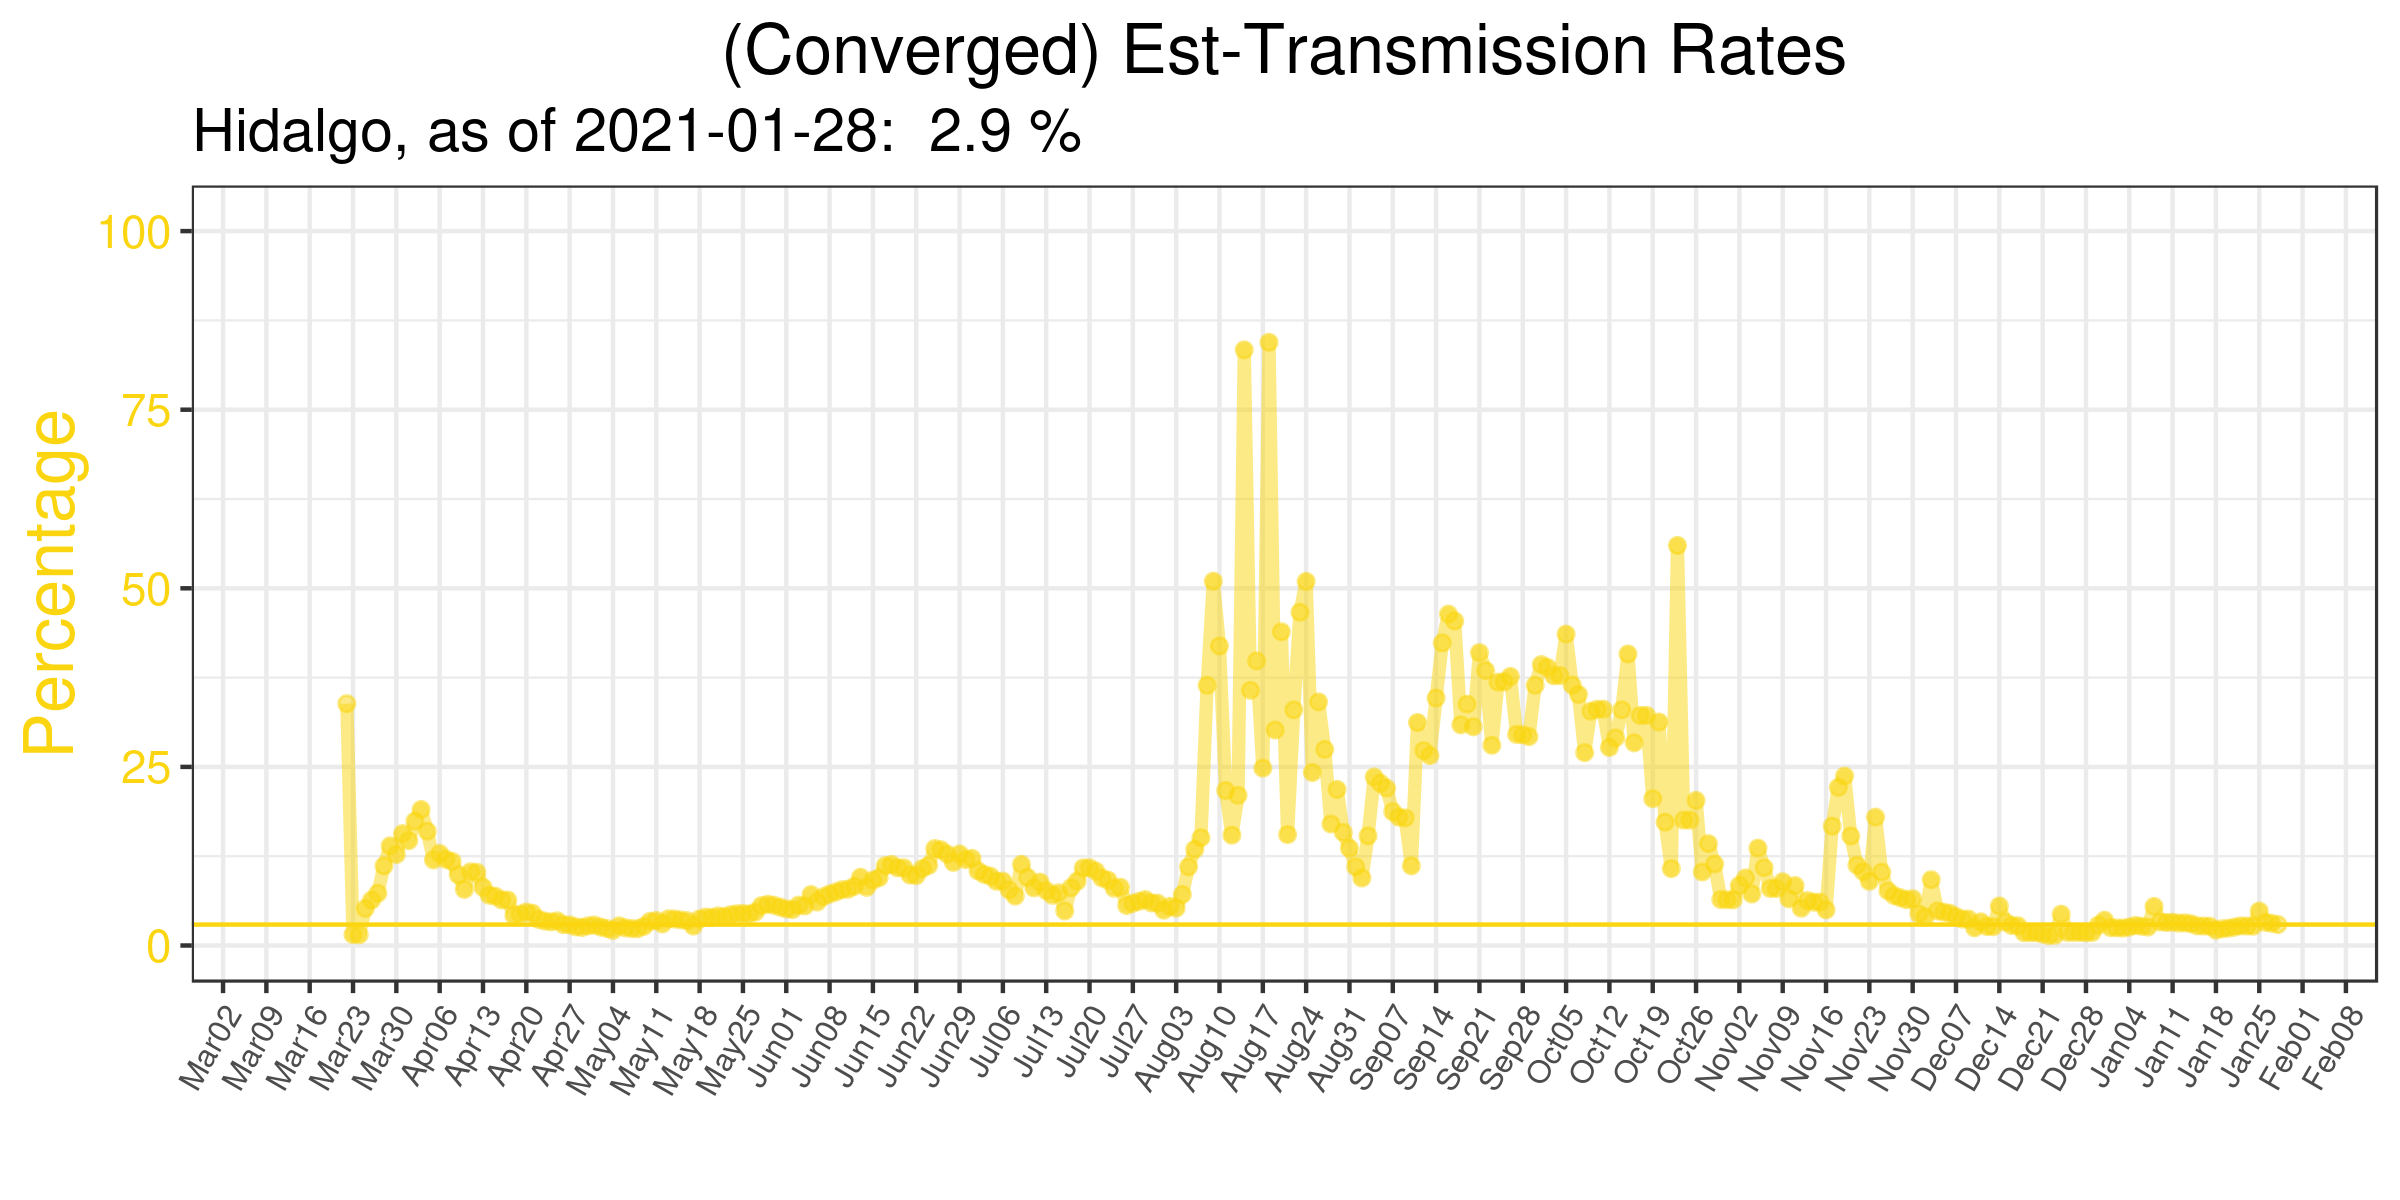 (Converged) Est-Transmission Rates
Hidalgo, as of 2021-01-28:  2.9 %
Percentage
100
75
50
25
0
Mar02
Mar09
Mar16
Mar23
Mar30
Apr06
Apr13
Apr20
Apr27
May04
May11
May18
May25
Jun01
Jun08
Jun15
Jun22
Jun29
Jul06
Jul13
Jul20
Jul27
Aug03
Aug10
Aug17
Aug24
Aug31
Sep07
Sep14
Sep21
Sep28
Oct05
Oct12
Oct19
Oct26
Nov02
Nov09
Nov16
Nov23
Nov30
Dec07
Dec14
Dec21
Dec28
Jan04
Jan11
Jan18
Jan25
Feb01
Feb08